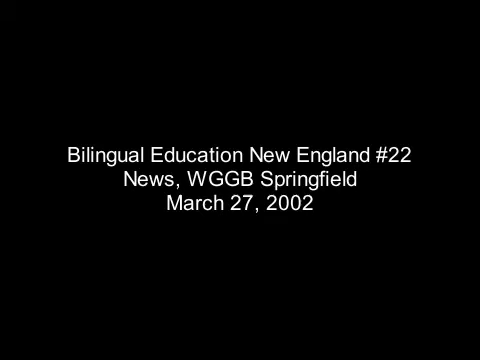 Bilingual Education New England #22
News, WGGB Springfield
March 27, 2002